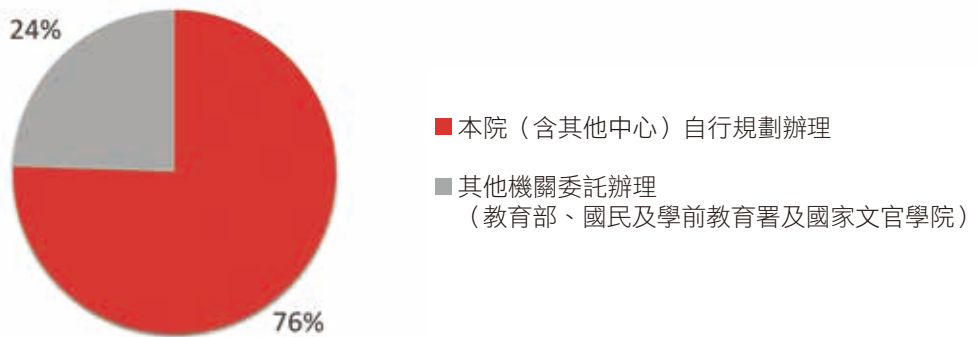 24%
本院（含其他中心）自行規劃辦理
其他機關委託辦理
（教育部、國民及學前教育署及國家文官學院）
76%